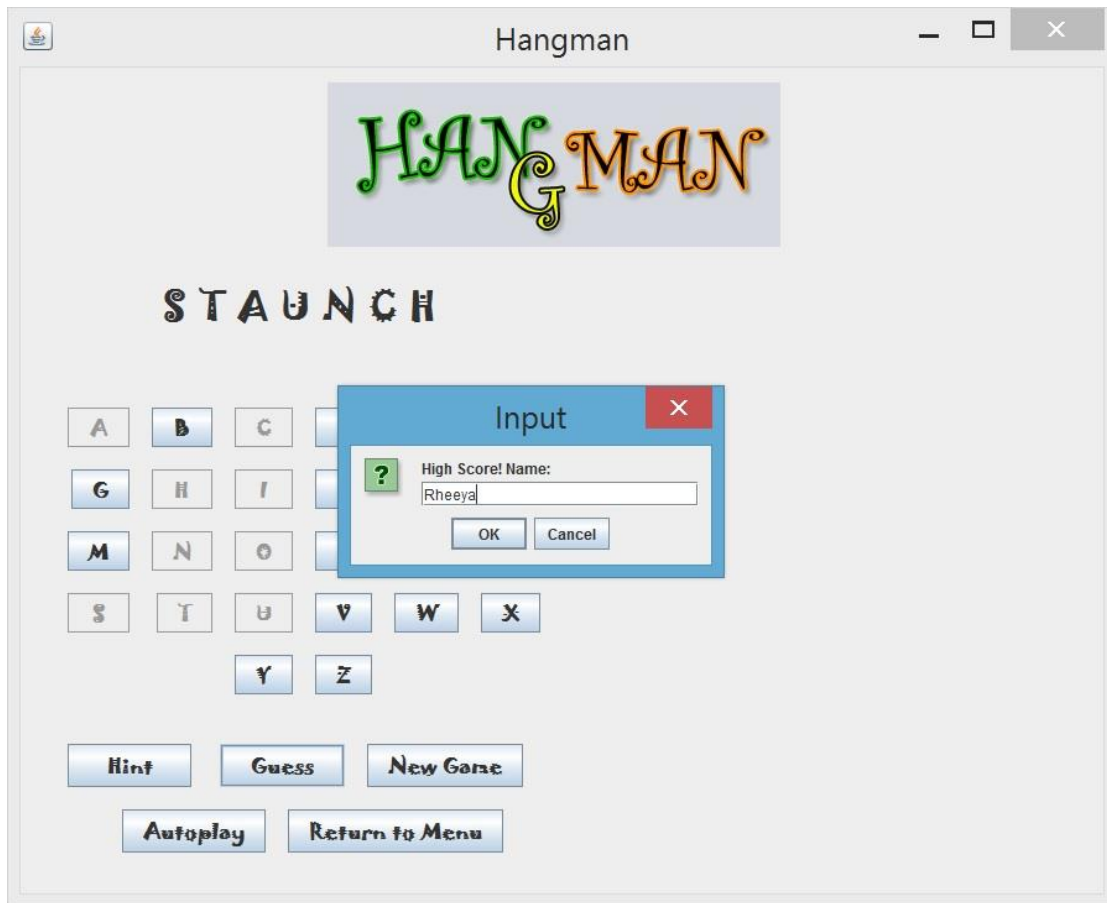 Hangman
HANGMAN
STAUNCH
Input
High Score! Name:
Rheeya
OK Cancel
A B C
G H I
M N O
S T U V W X
Y Z
Hint Guess New Game
Autoplay Return to Menu